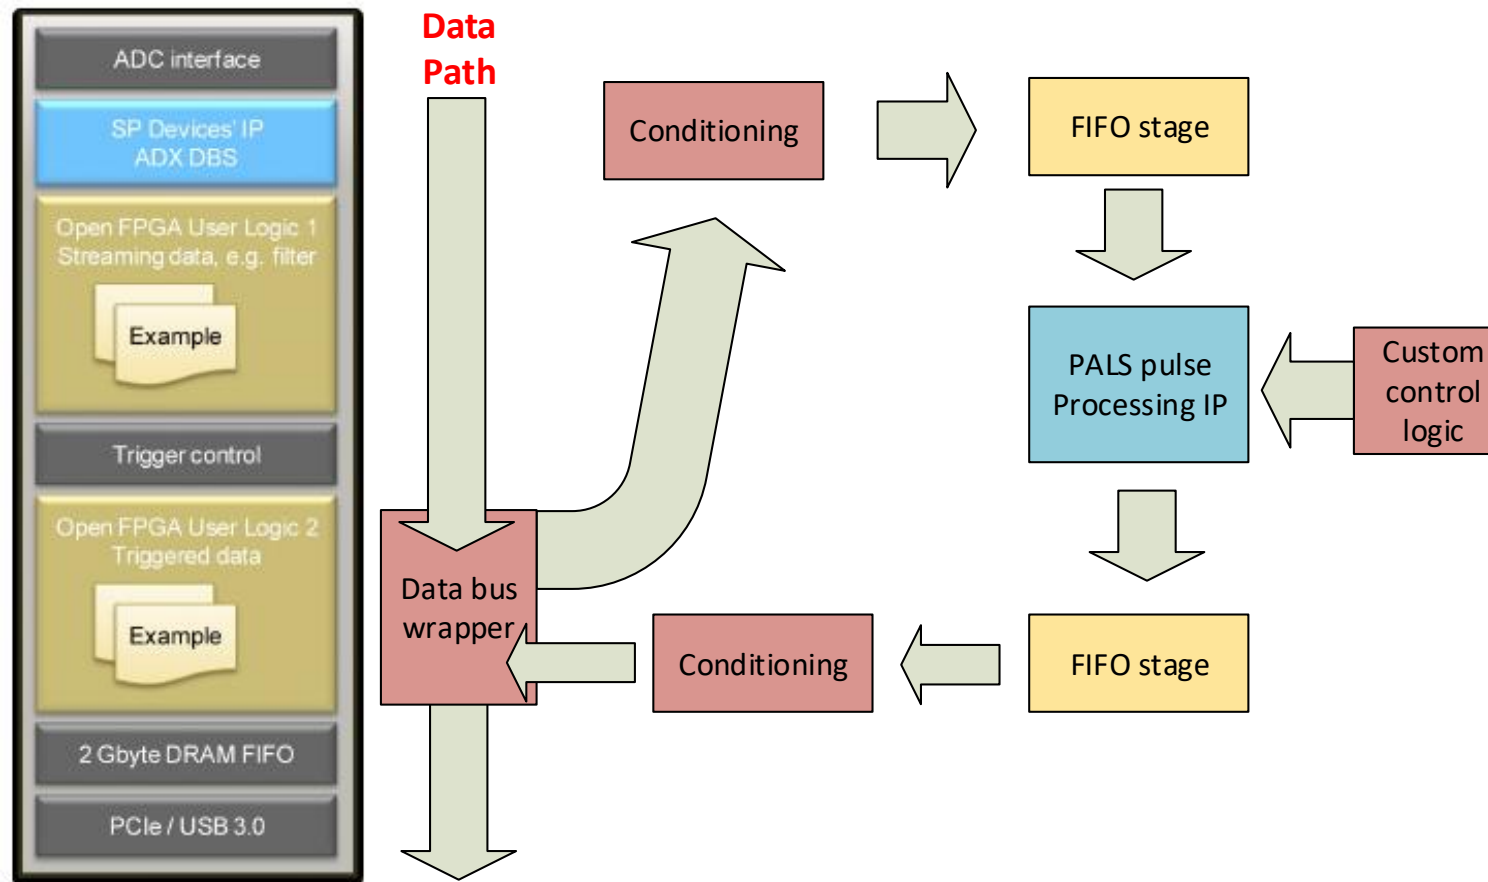 ADC interface
SP Devices' IP
ADX DBS
Open FPGA User Logic 1
Streaming data, e.g. filter
Example
Trigger control
Open FPGA User Logic 2
Triggered data
Example
2 Gbyte DRAM FIFO
PCIe / USB 3.0
Data
Path
Data bus
wrapper
Conditioning
FIFO stage
PALS pulse
Processing IP
Custom
control
logic
FIFO stage
Conditioning